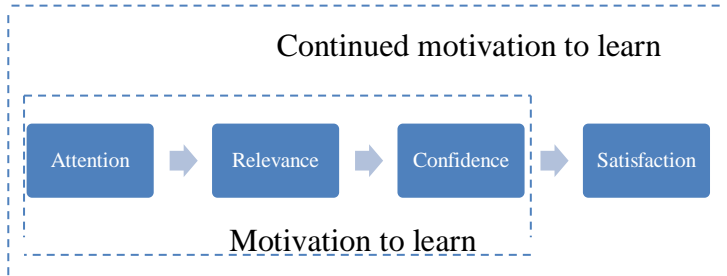 Continued motivation to learn
Attention
Relevance
Confidence
Satisfaction
Motivation to learn